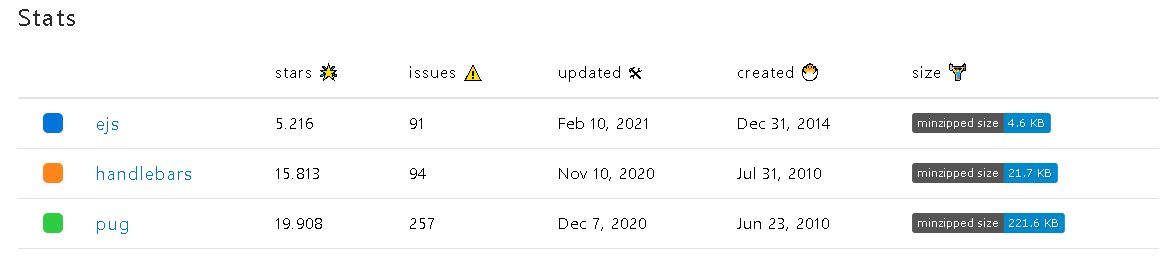 Stats
stars issues updated created size
ejs 5.216 91 Feb 10, 2021 Dec 31, 2014 minzipped size 4.6 KB
handlebars 15.813 94 Nov 10, 2020 Jul 31, 2010 minzipped size 21.7 KB
pug 19.908 257 Dec 7, 2020 Jun 23, 2010 minzipped size 221.6 KB